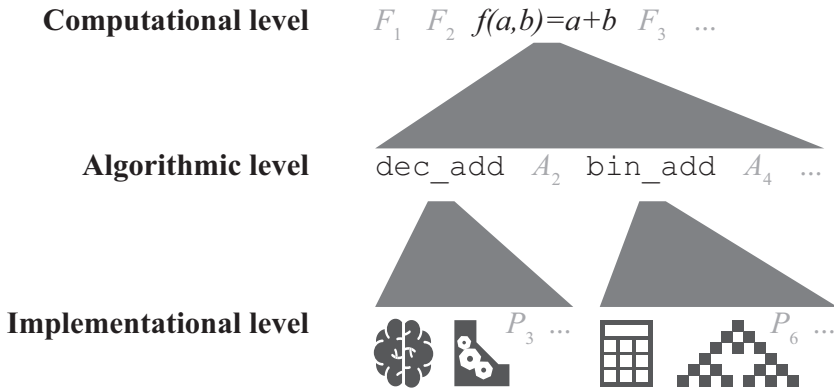 Computational level F₁ F₂ f(a,b)=a+b F₃ ...
Algorithmic level dec_add A₂ bin_add A₄ ...
Implementational level P₃ ... P₆ ...